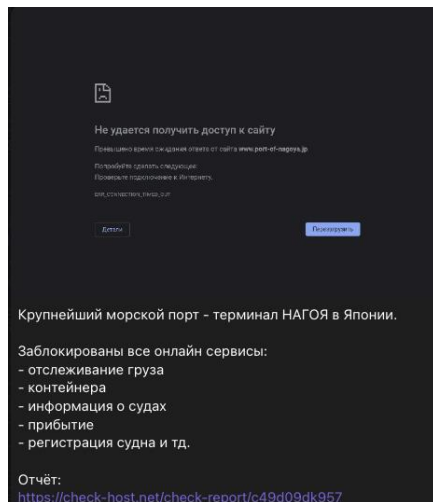 Не удается получить доступ к сайту
Превышено время ожидания ответа от сайта www.port-of-nagoya.jp
Попробуйте сделать следующее:
Проверьте подключение к Интернету.
ERR_CONNECTION_TIMED_OUT
Детали
Перезагрузить
Крупнейший морской порт - терминал НАГОЯ в Японии.
Заблокированы все онлайн сервисы:
- отслеживание груза
- контейнера
- информация о судах
- прибытие
- регистрация судна и тд.
Отчёт:
https://check-host.net/check-report/c49d09dk957